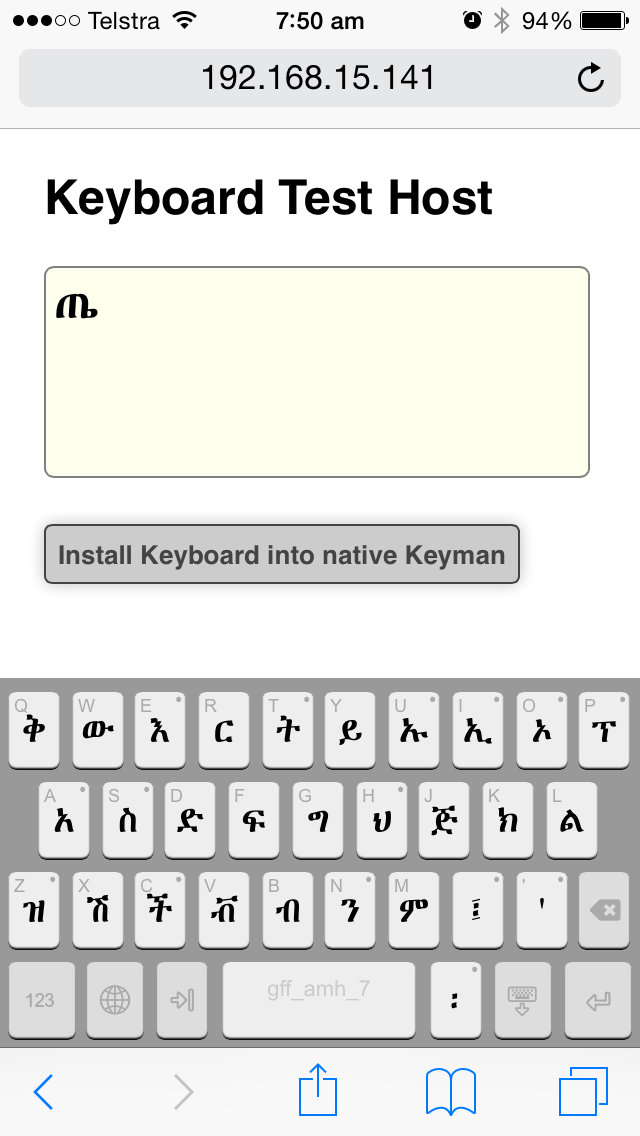 Telstra 7:50 am 94%
192.168.15.141
Keyboard Test Host
ጤ
Install Keyboard into native Keyman
Q W E R T Y U I O P
ቅ ው እ ር ት ይ ኡ ኢ ኦ ፕ
A S D F G H J K L
አ ስ ድ ፍ ግ ህ ጅ ክ ል
Z X C V B N M '
ዝ ሽ ች ቭ ብ ን ም ፤ '
123 gff_amh_7 ፡